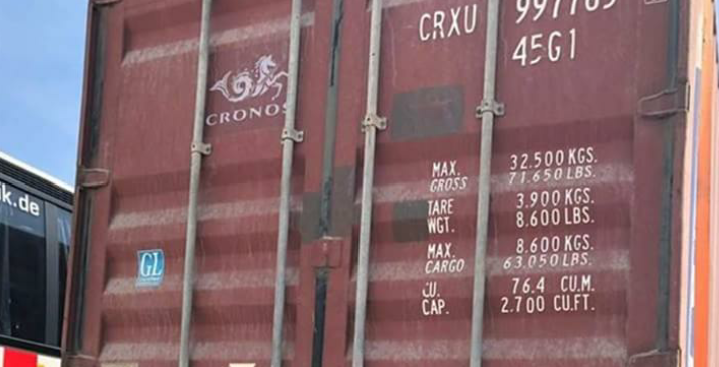 CRXU
45G1
CRONOS
ik.de
GL
MAX. 32.500 KGS.
GROSS 71.650 LBS.
TARE 3.900 KGS.
WGT. 8.600 LBS.
MAX. 8.600 KGS.
CARGO 63.050 LBS.
CU. 76.4 CU.M.
CAP. 2.700 CU.FT.